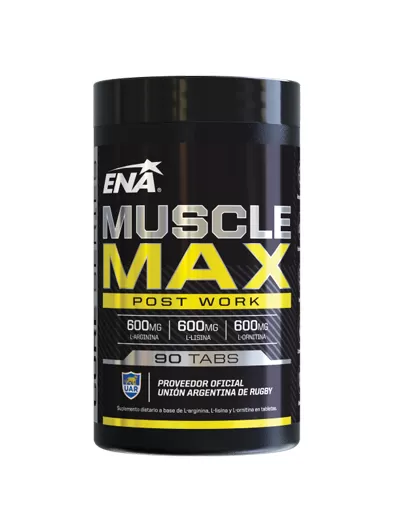 ENA®
MUSCLE
MAX
POST WORK
600MG 600MG 600MG
L-ARGININA L-LISINA L-ORNITINA
90 TABS
UAR
PROVEEDOR OFICIAL
UNIÓN ARGENTINA DE RUGBY
Suplemento dietario a base de L-arginina, L-lisina y L-ornitina en tabletas.